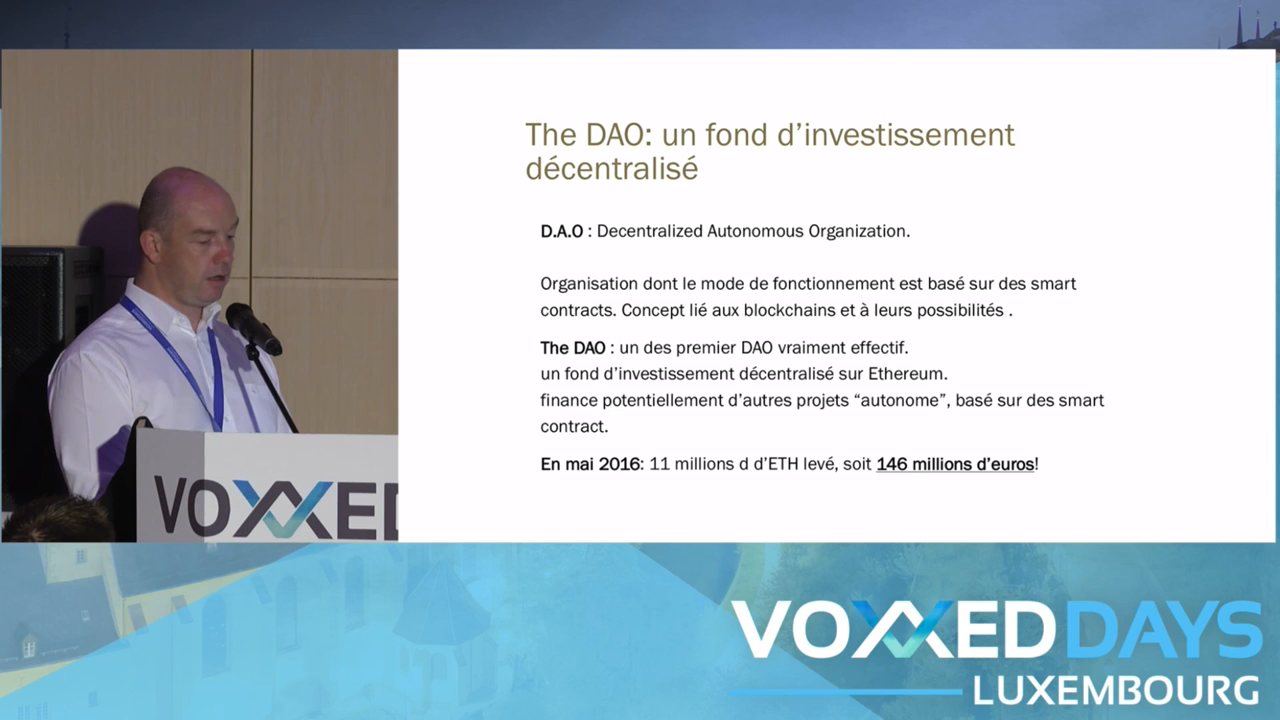 The DAO: un fond d’investissement
décentralisé
D.A.O : Decentralized Autonomous Organization.
Organisation dont le mode de fonctionnement est basé sur des smart
contracts. Concept lié aux blockchains et à leurs possibilités .
The DAO : un des premier DAO vraiment effectif.
un fond d’investissement décentralisé sur Ethereum.
finance potentiellement d’autres projets “autonome”, basé sur des smart
contract.
En mai 2016: 11 millions d d’ETH levé, soit 146 millions d’euros!
VOXXED
VOXXED DAYS
LUXEMBOURG